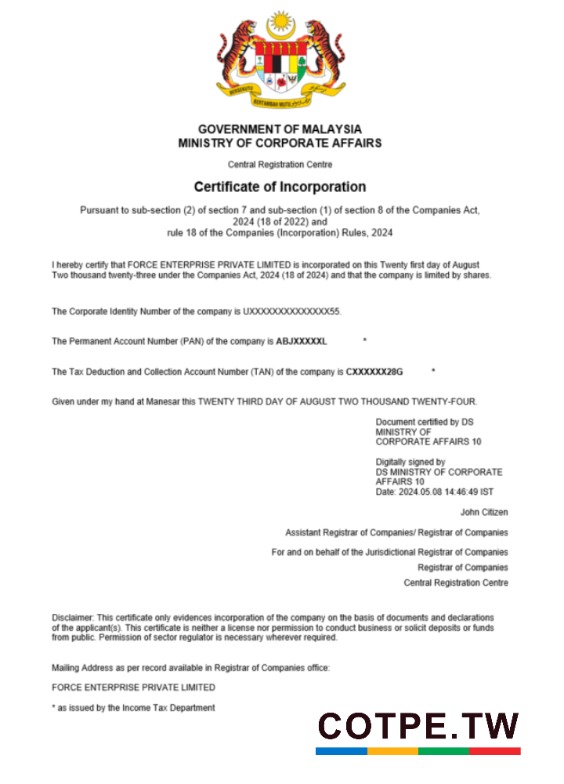 BERSEKUTU
BERTAMBAH MUTU
GOVERNMENT OF MALAYSIA
MINISTRY OF CORPORATE AFFAIRS
Central Registration Centre
Certificate of Incorporation
Pursuant to sub-section (2) of section 7 and sub-section (1) of section 8 of the Companies Act,
2024 (18 of 2022) and
rule 18 of the Companies (Incorporation) Rules, 2024
I hereby certify that FORCE ENTERPRISE PRIVATE LIMITED is incorporated on this Twenty first day of August
Two thousand twenty-three under the Companies Act, 2024 (18 of 2024) and that the company is limited by shares.
The Corporate Identity Number of the company is UXXXXXXXXXXXXXX55.
The Permanent Account Number (PAN) of the company is ABJXXXXXL *
The Tax Deduction and Collection Account Number (TAN) of the company is CXXXXXX28G *
Given under my hand at Manesar this TWENTY THIRD DAY OF AUGUST TWO THOUSAND TWENTY-FOUR.
Document certified by DS
MINISTRY OF
CORPORATE AFFAIRS 10
Digitally signed by
DS MINISTRY OF CORPORATE
AFFAIRS 10
Date: 2024.05.08 14:46:49 IST
John Citizen
Assistant Registrar of Companies/ Registrar of Companies
For and on behalf of the Jurisdictional Registrar of Companies
Registrar of Companies
Central Registration Centre
Disclaimer: This certificate only evidences incorporation of the company on the basis of documents and declarations
of the applicant(s). This certificate is neither a license nor permission to conduct business or solicit deposits or funds
from public. Permission of sector regulator is necessary wherever required.
Mailing Address as per record available in Registrar of Companies office:
FORCE ENTERPRISE PRIVATE LIMITED
* as issued by the Income Tax Department
COTPE.TW